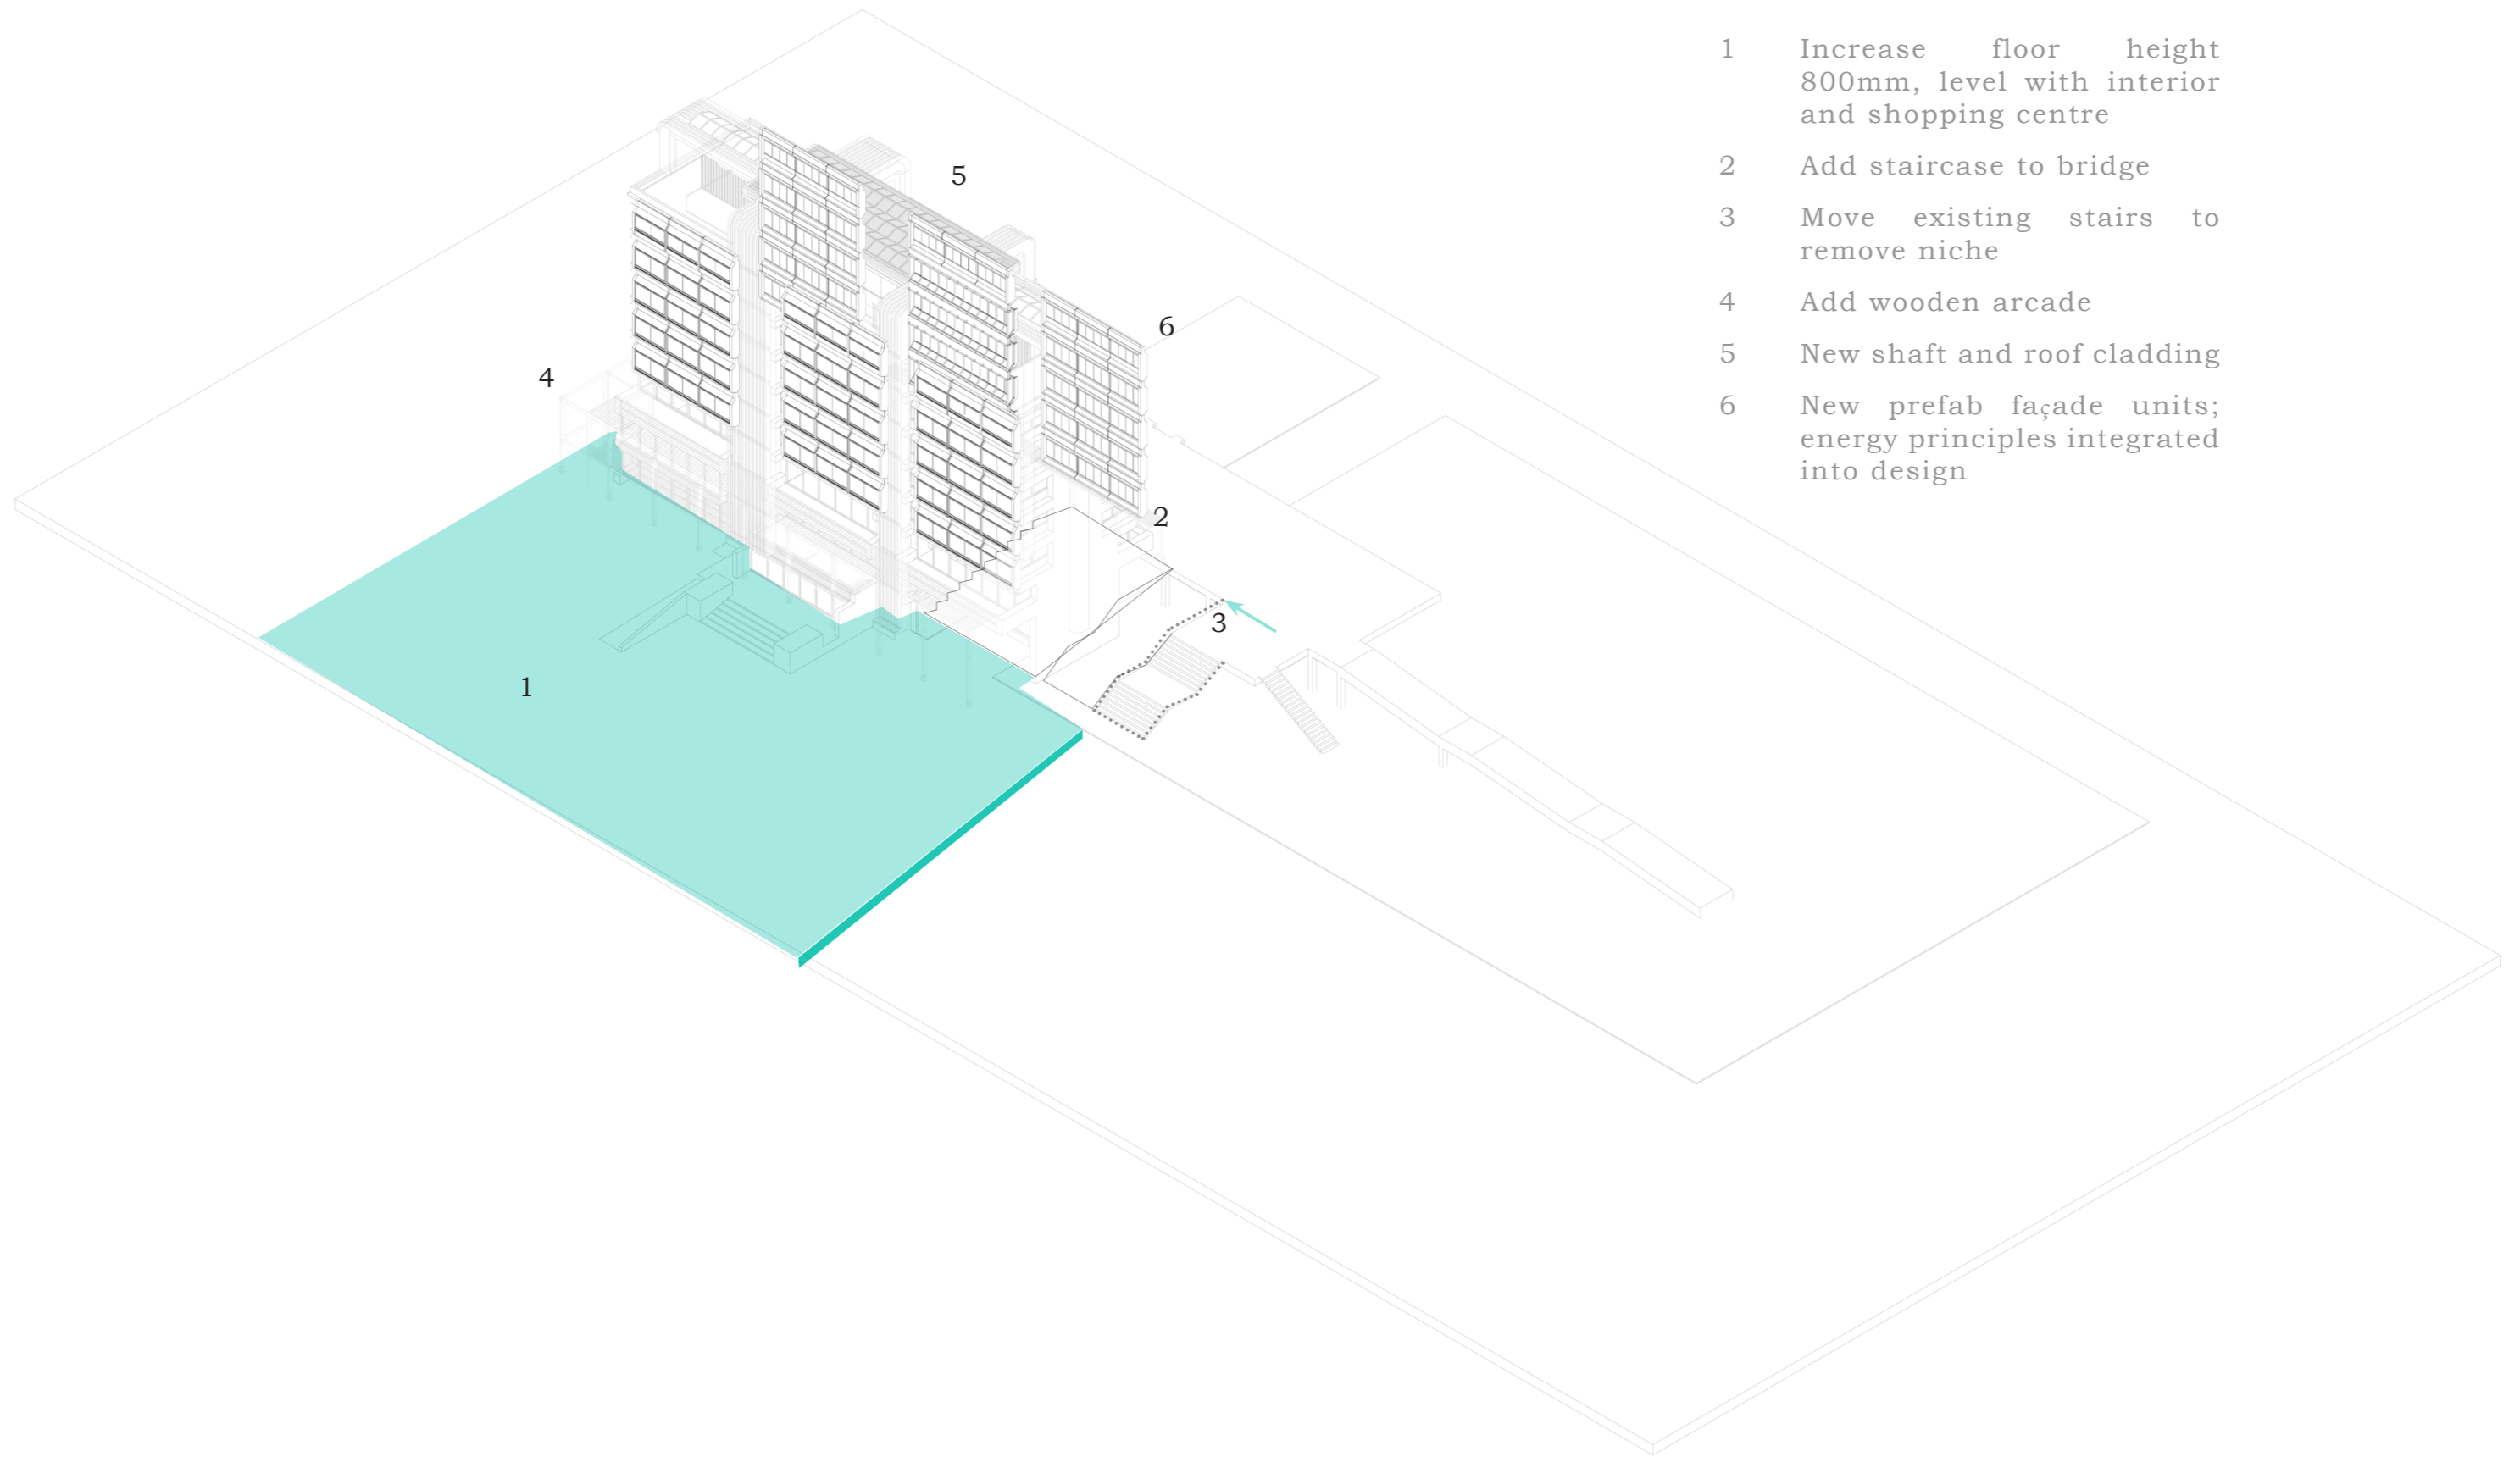 1 Increase floor height
800mm, level with interior
and shopping centre
2 Add staircase to bridge
3 Move existing stairs to
remove niche
4 Add wooden arcade
5 New shaft and roof cladding
6 New prefab façade units;
energy principles integrated
into design
5
6
4
2
3
1